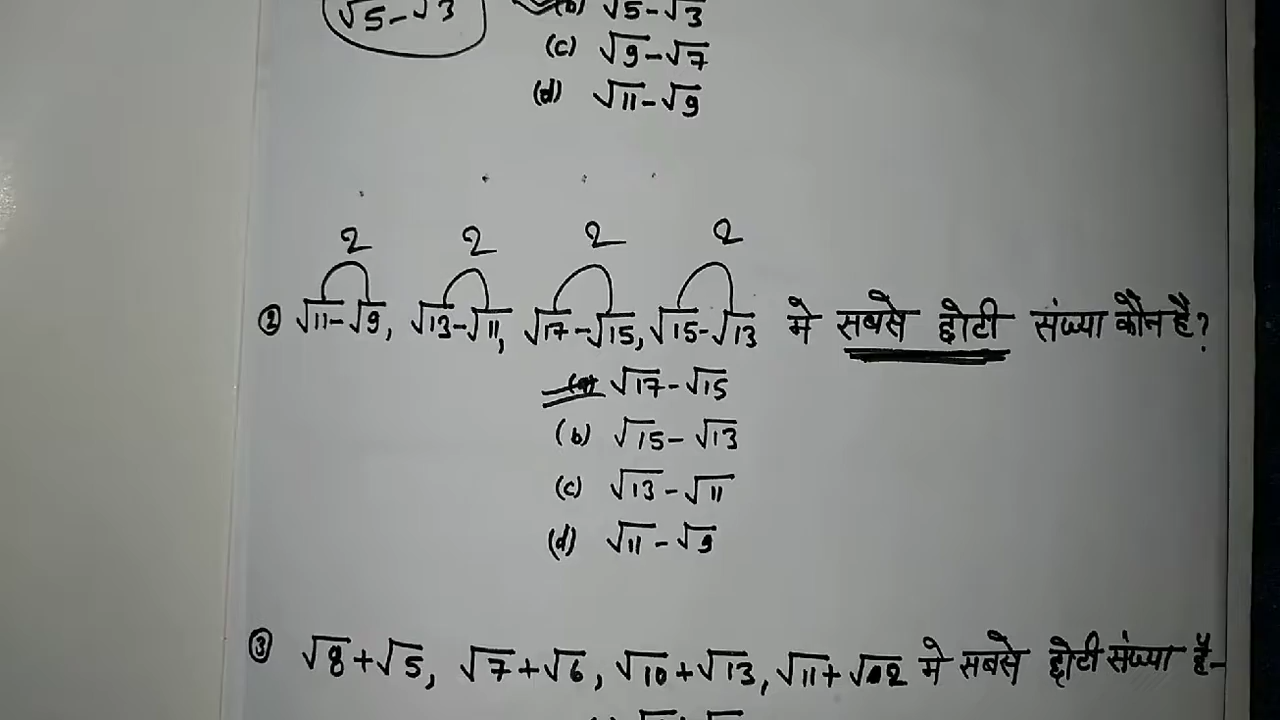 √5-√3 (b) √5-√3
(c) √9-√7
(d) √11-√9
2 2 2 2
② √11-√9, √13-√11, √17-√15, √15-√13 मे सबसे छोटी संख्या कौन है?
(a) √17-√15
(b) √15-√13
(c) √13-√11
(d) √11-√9
③ √8+√5, √7+√6, √10+√13, √11+√12 मे सबसे छोटी संख्या है-